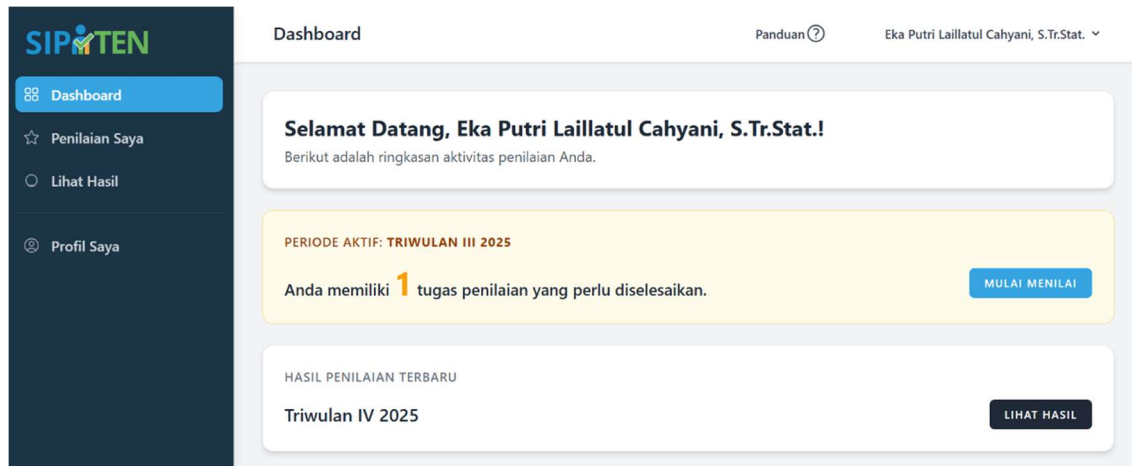 SIPATEN
Dashboard
Penilaian Saya
Lihat Hasil
Profil Saya
Dashboard
Panduan ?
Eka Putri Laillatul Cahyani, S.Tr.Stat.
Selamat Datang, Eka Putri Laillatul Cahyani, S.Tr.Stat.!
Berikut adalah ringkasan aktivitas penilaian Anda.
PERIODE AKTIF: TRIWULAN III 2025
Anda memiliki 1 tugas penilaian yang perlu diselesaikan.
MULAI MENILAI
HASIL PENILAIAN TERBARU
Triwulan IV 2025
LIHAT HASIL